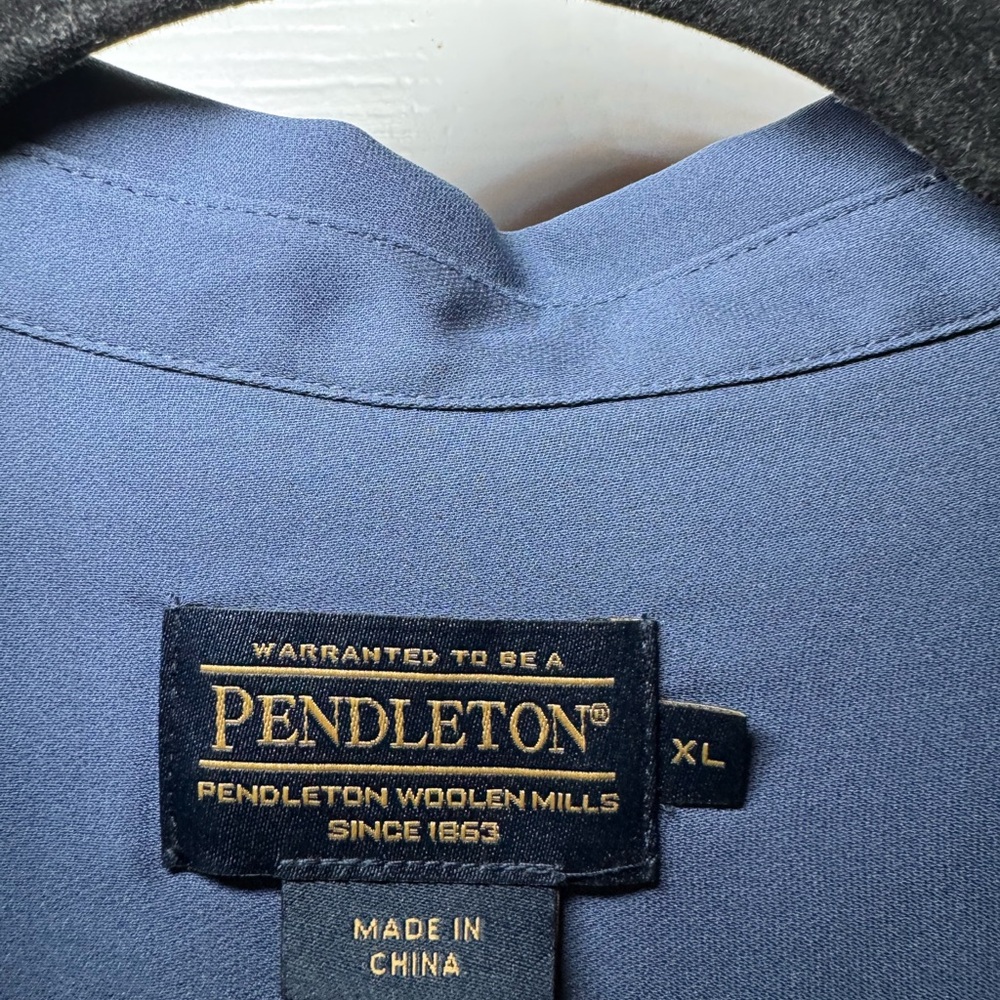 WARRANTED TO BE A
PENDLETON®
PENDLETON WOOLEN MILLS
SINCE 1863
XL
MADE IN
CHINA